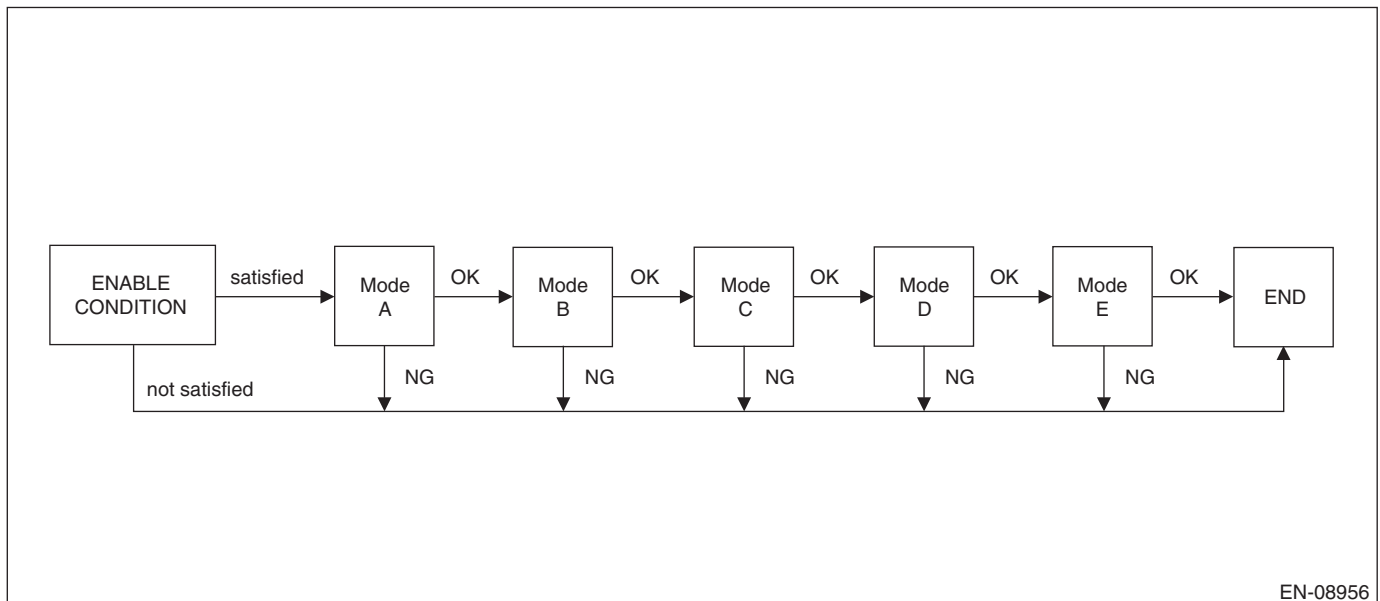 ENABLE
CONDITION
satisfied
not satisfied
Mode
A
OK
NG
Mode
B
OK
NG
Mode
C
OK
NG
Mode
D
OK
NG
Mode
E
OK
NG
END
EN-08956